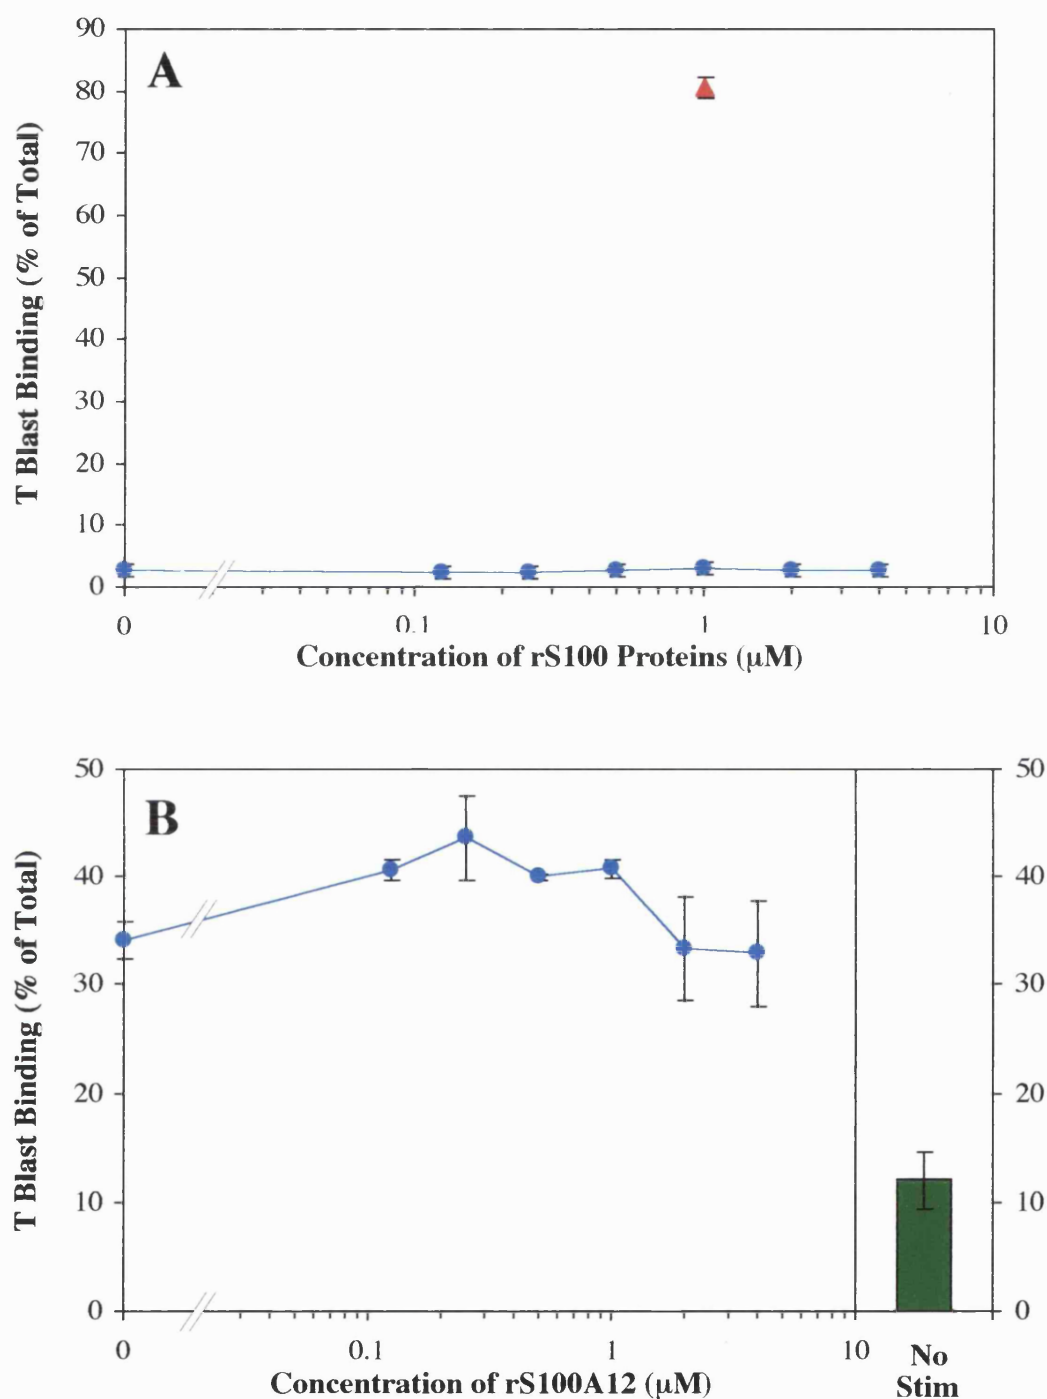 A
90
80
70
60
50
40
30
20
10
0
T Blast Binding (% of Total)
0 0.1 1 10
Concentration of rS100 Proteins (μM)
B
50
40
30
20
10
0
T Blast Binding (% of Total)
50
40
30
20
10
0
0 0.1 1 10
No
Stim
Concentration of rS100A12 (μM)